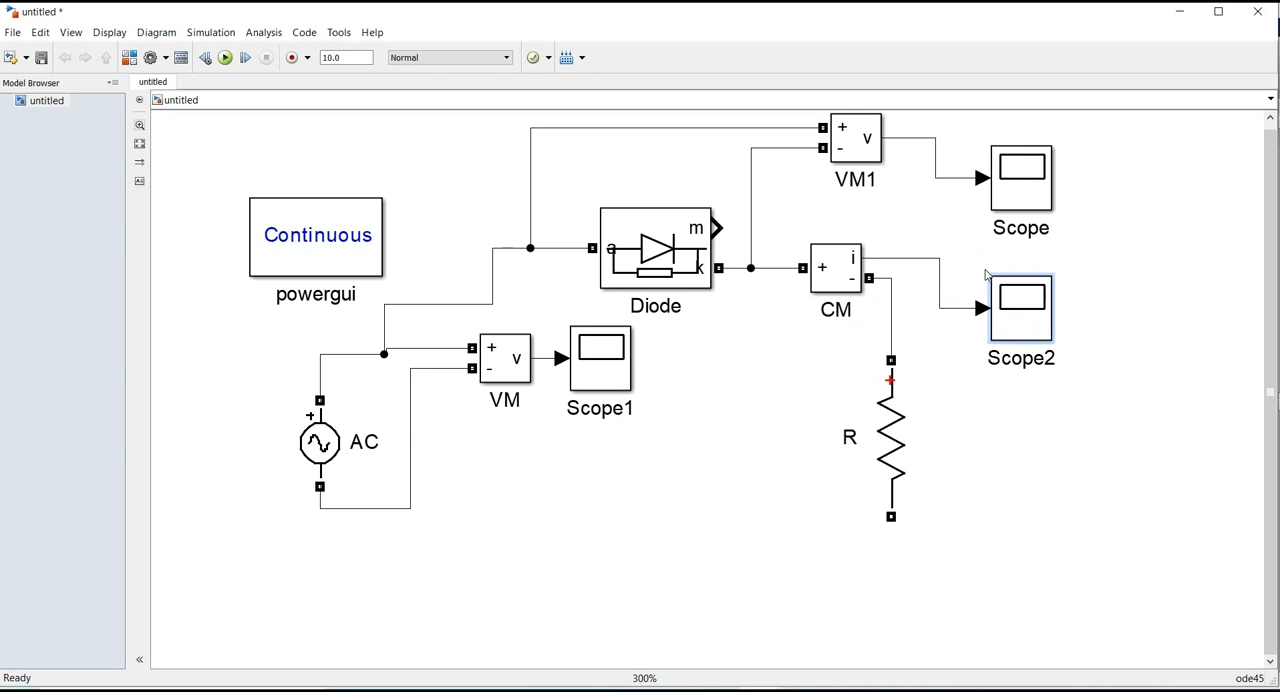 untitled *
File Edit View Display Diagram Simulation Analysis Code Tools Help
10.0 Normal
Model Browser
untitled
untitled
untitled
+
-
v
VM1
Scope
Continuous
powergui
a
m
k
Diode
+
i
-
CM
Scope2
+
-
v
VM
Scope1
+
AC
+
R
Ready 300% ode45